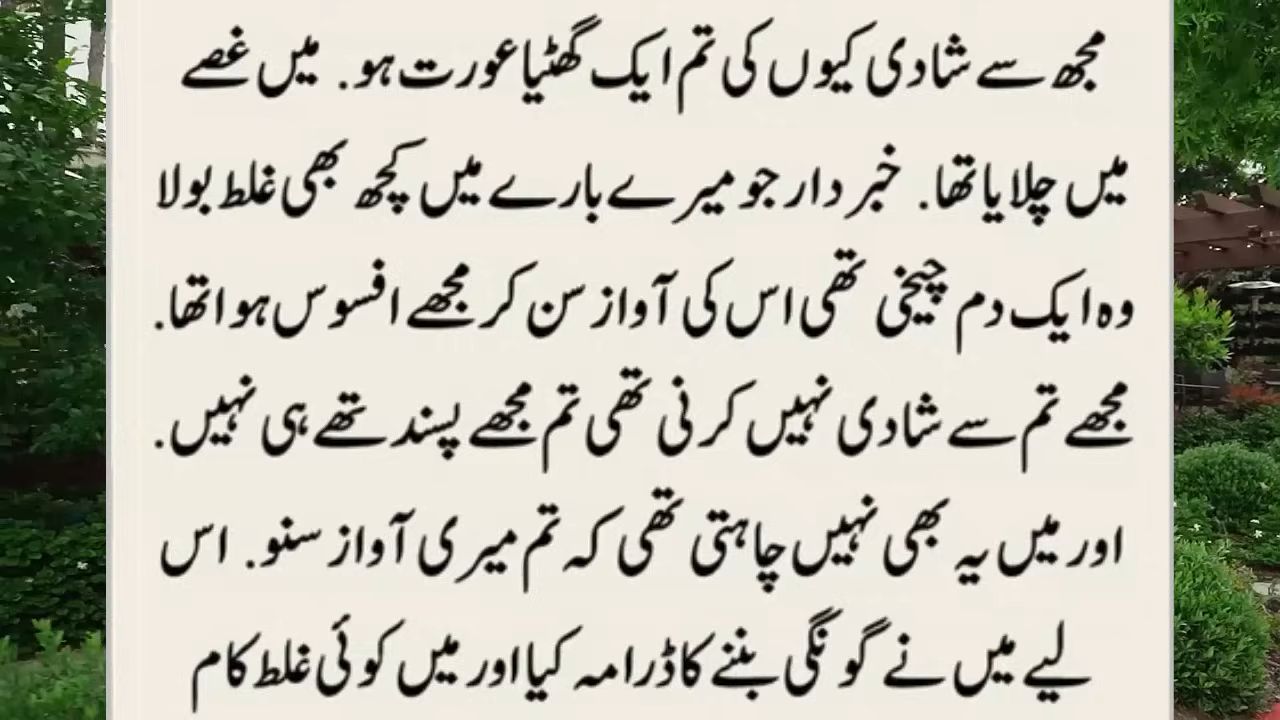 مجھ سے شادی کیوں کی تم ایک گھٹیا عورت ہو. میں غصے
میں چلایا تھا. خبر دار جو میرے بارے میں کچھ بھی غلط بولا
وہ ایک دم چیخی تھی اس کی آواز سن کر مجھے افسوس ہوا تھا.
مجھے تم سے شادی نہیں کرنی تھی تم مجھے پسند تھے ہی نہیں.
اور میں یہ بھی نہیں چاہتی تھی کہ تم میری آواز سنو. اس
لیے میں نے گونگی بننے کا ڈرامہ کیا اور میں کوئی غلط کام